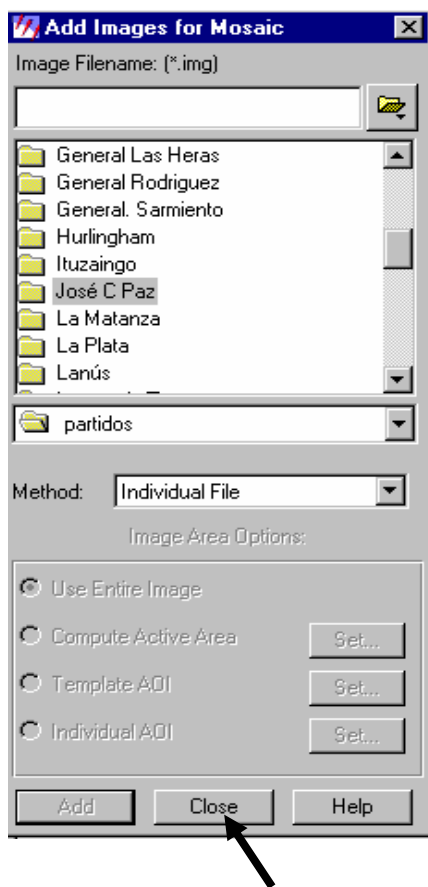 Add Images for Mosaic
Image Filename: (*.img)
General Las Heras
General Rodriguez
General. Sarmiento
Hurlingham
Ituzaingo
José C Paz
La Matanza
La Plata
Lanús
partidos
Method: Individual File
Image Area Options:
Use Entire Image
Compute Active Area Set...
Template AOI Set...
Individual AOI Set...
Add Close Help